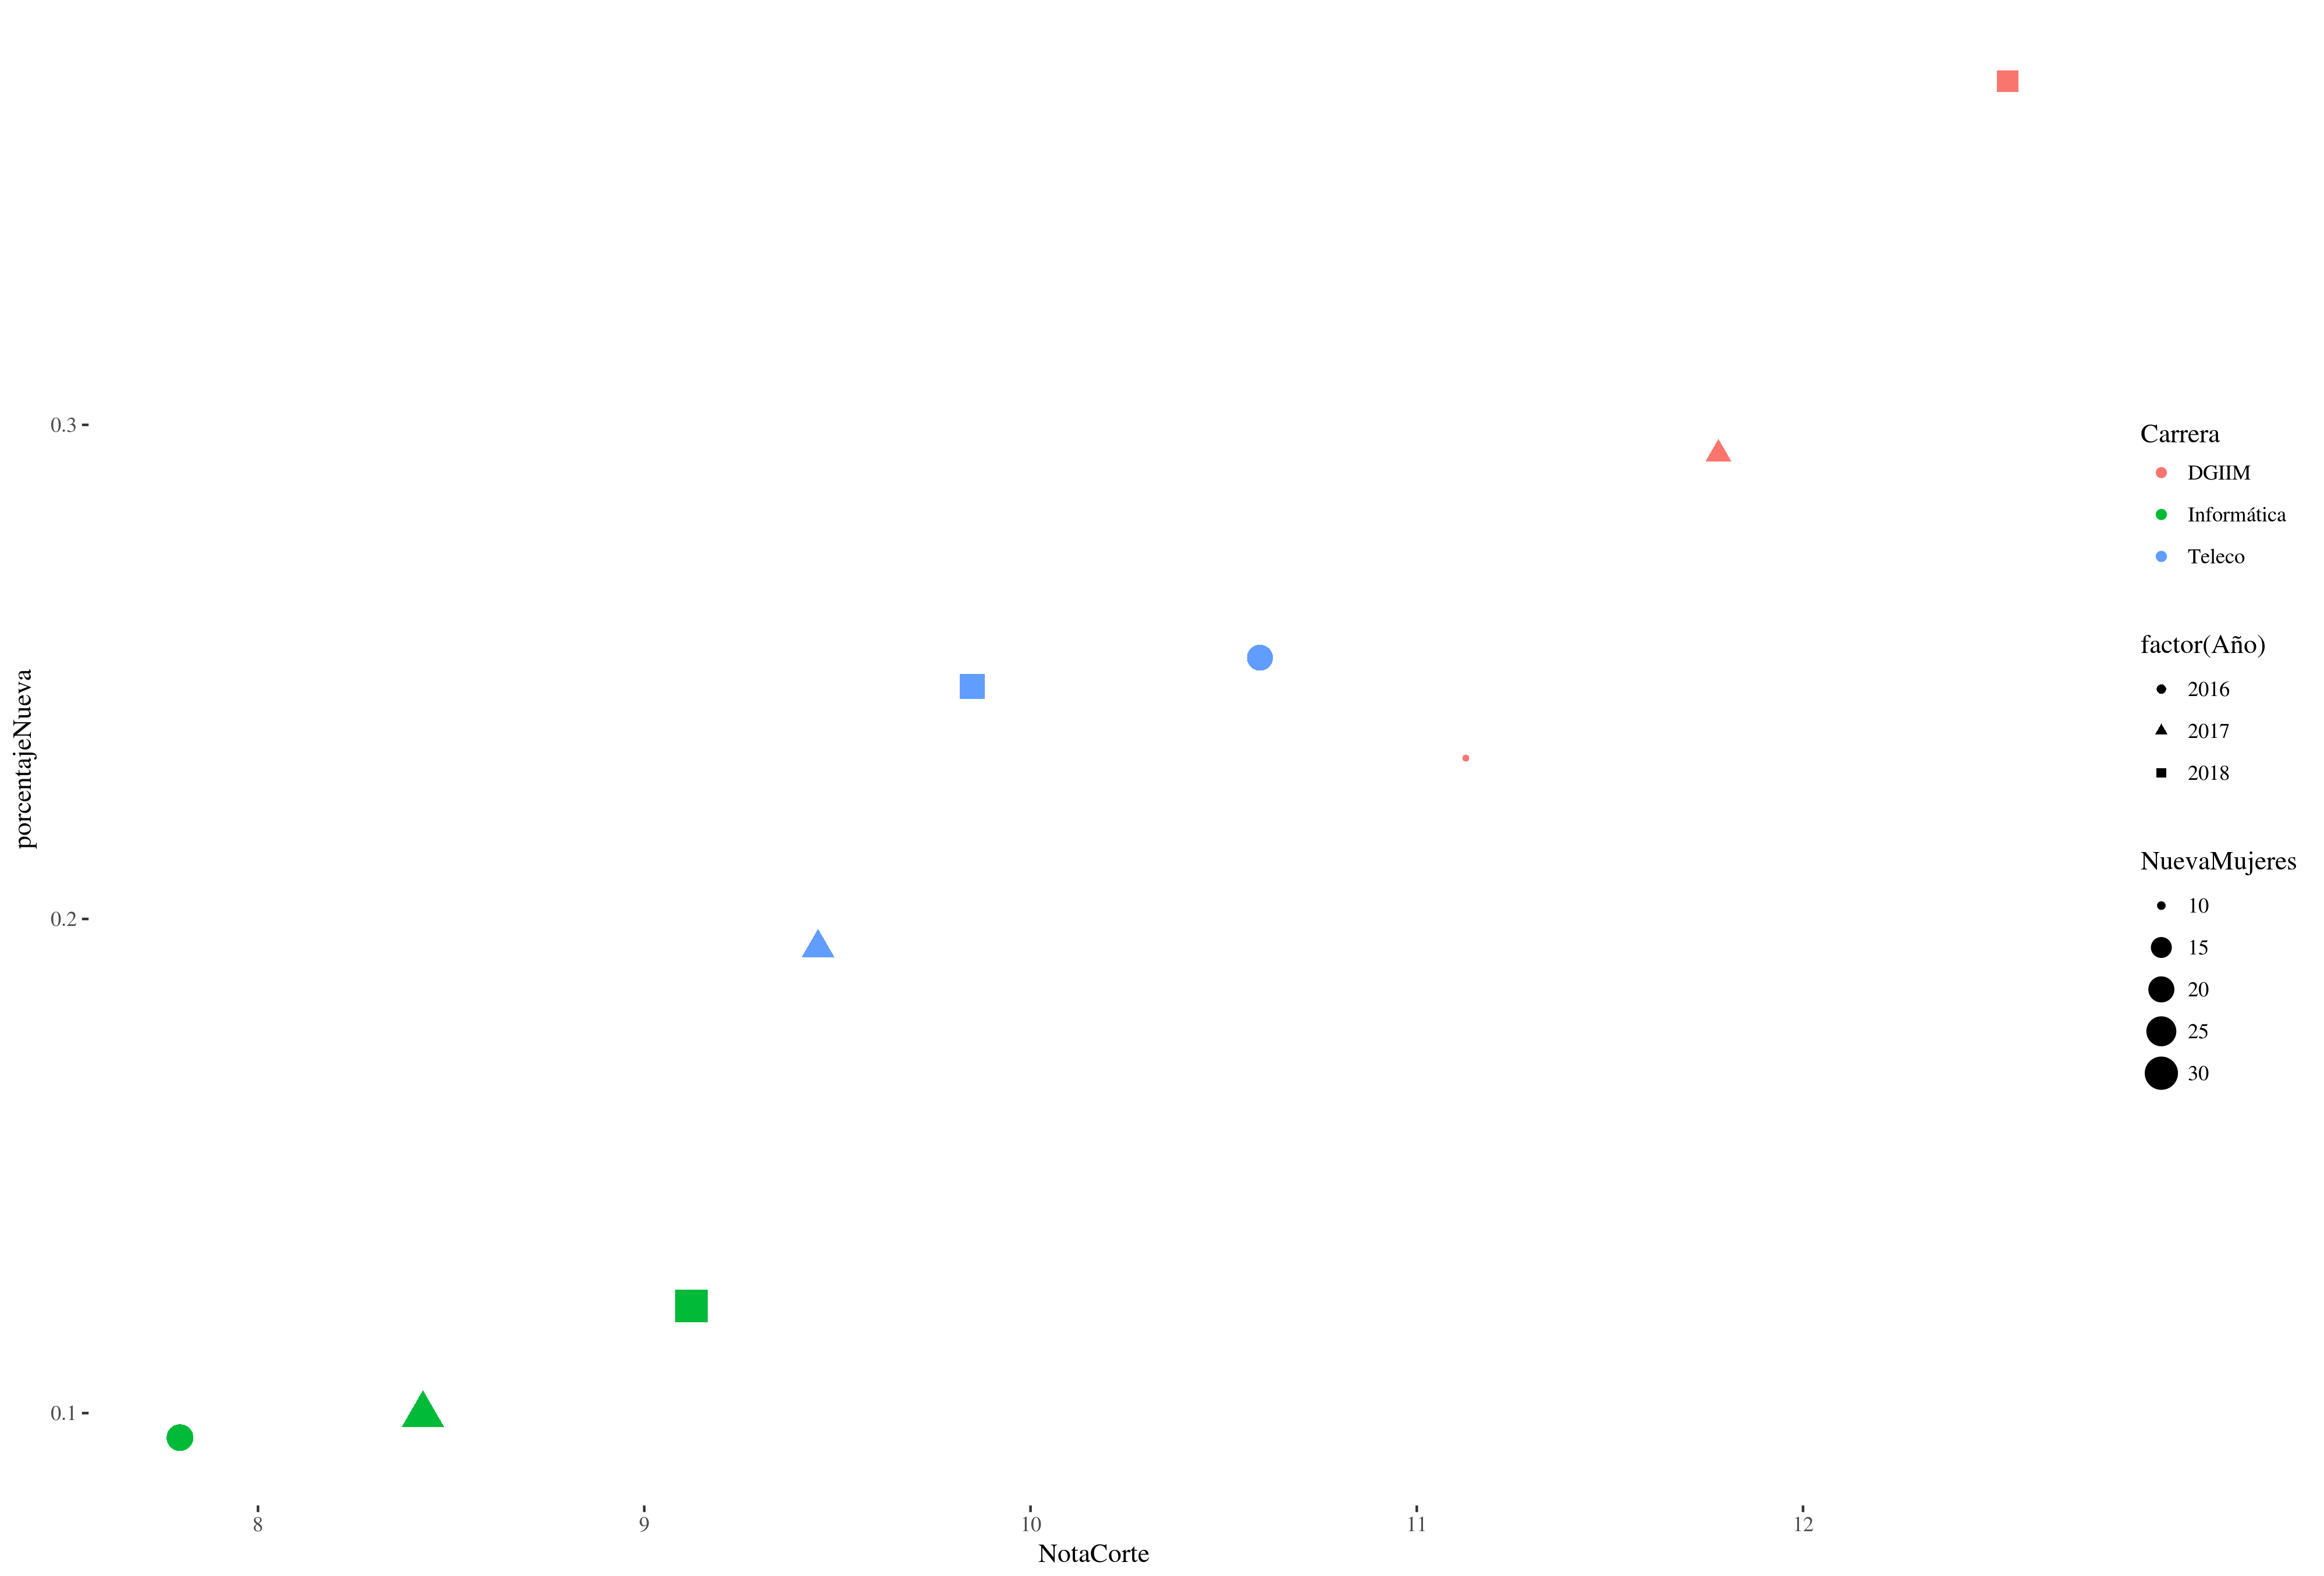 0.3
0.2
0.1
porcentajeNueva
8
9
10
11
12
NotaCorte
Carrera
DGIIM
Informática
Teleco
factor(Año)
2016
2017
2018
NuevaMujeres
10
15
20
25
30